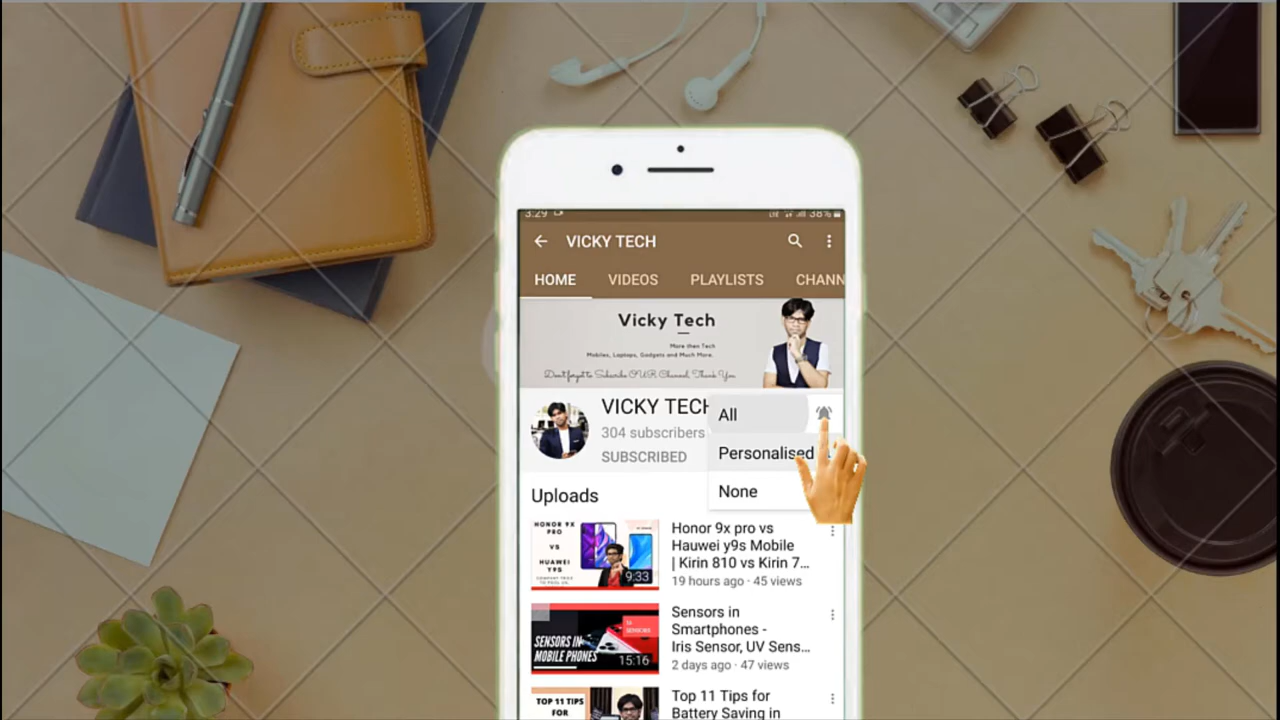 3:29
38%
VICKY TECH
HOME VIDEOS PLAYLISTS CHANN
Vicky Tech
More then Tech
Mobiles, Laptops, Gadgets and Much More.
Don't forget to Subscribe OUR Channel, Thank You
VICKY TECH
304 subscribers
SUBSCRIBED
All
Personalised
None
Uploads
HONOR 9X
PRO
VS
HUAWEI
Y9S
9:33
Honor 9x pro vs
Hauwei y9s Mobile
| Kirin 810 vs Kirin 7...
19 hours ago · 45 views
SENSORS IN
MOBILE PHONES
15:16
Sensors in
Smartphones -
Iris Sensor, UV Sens...
2 days ago · 47 views
TOP 11 TIPS
FOR
Top 11 Tips for
Battery Saving in